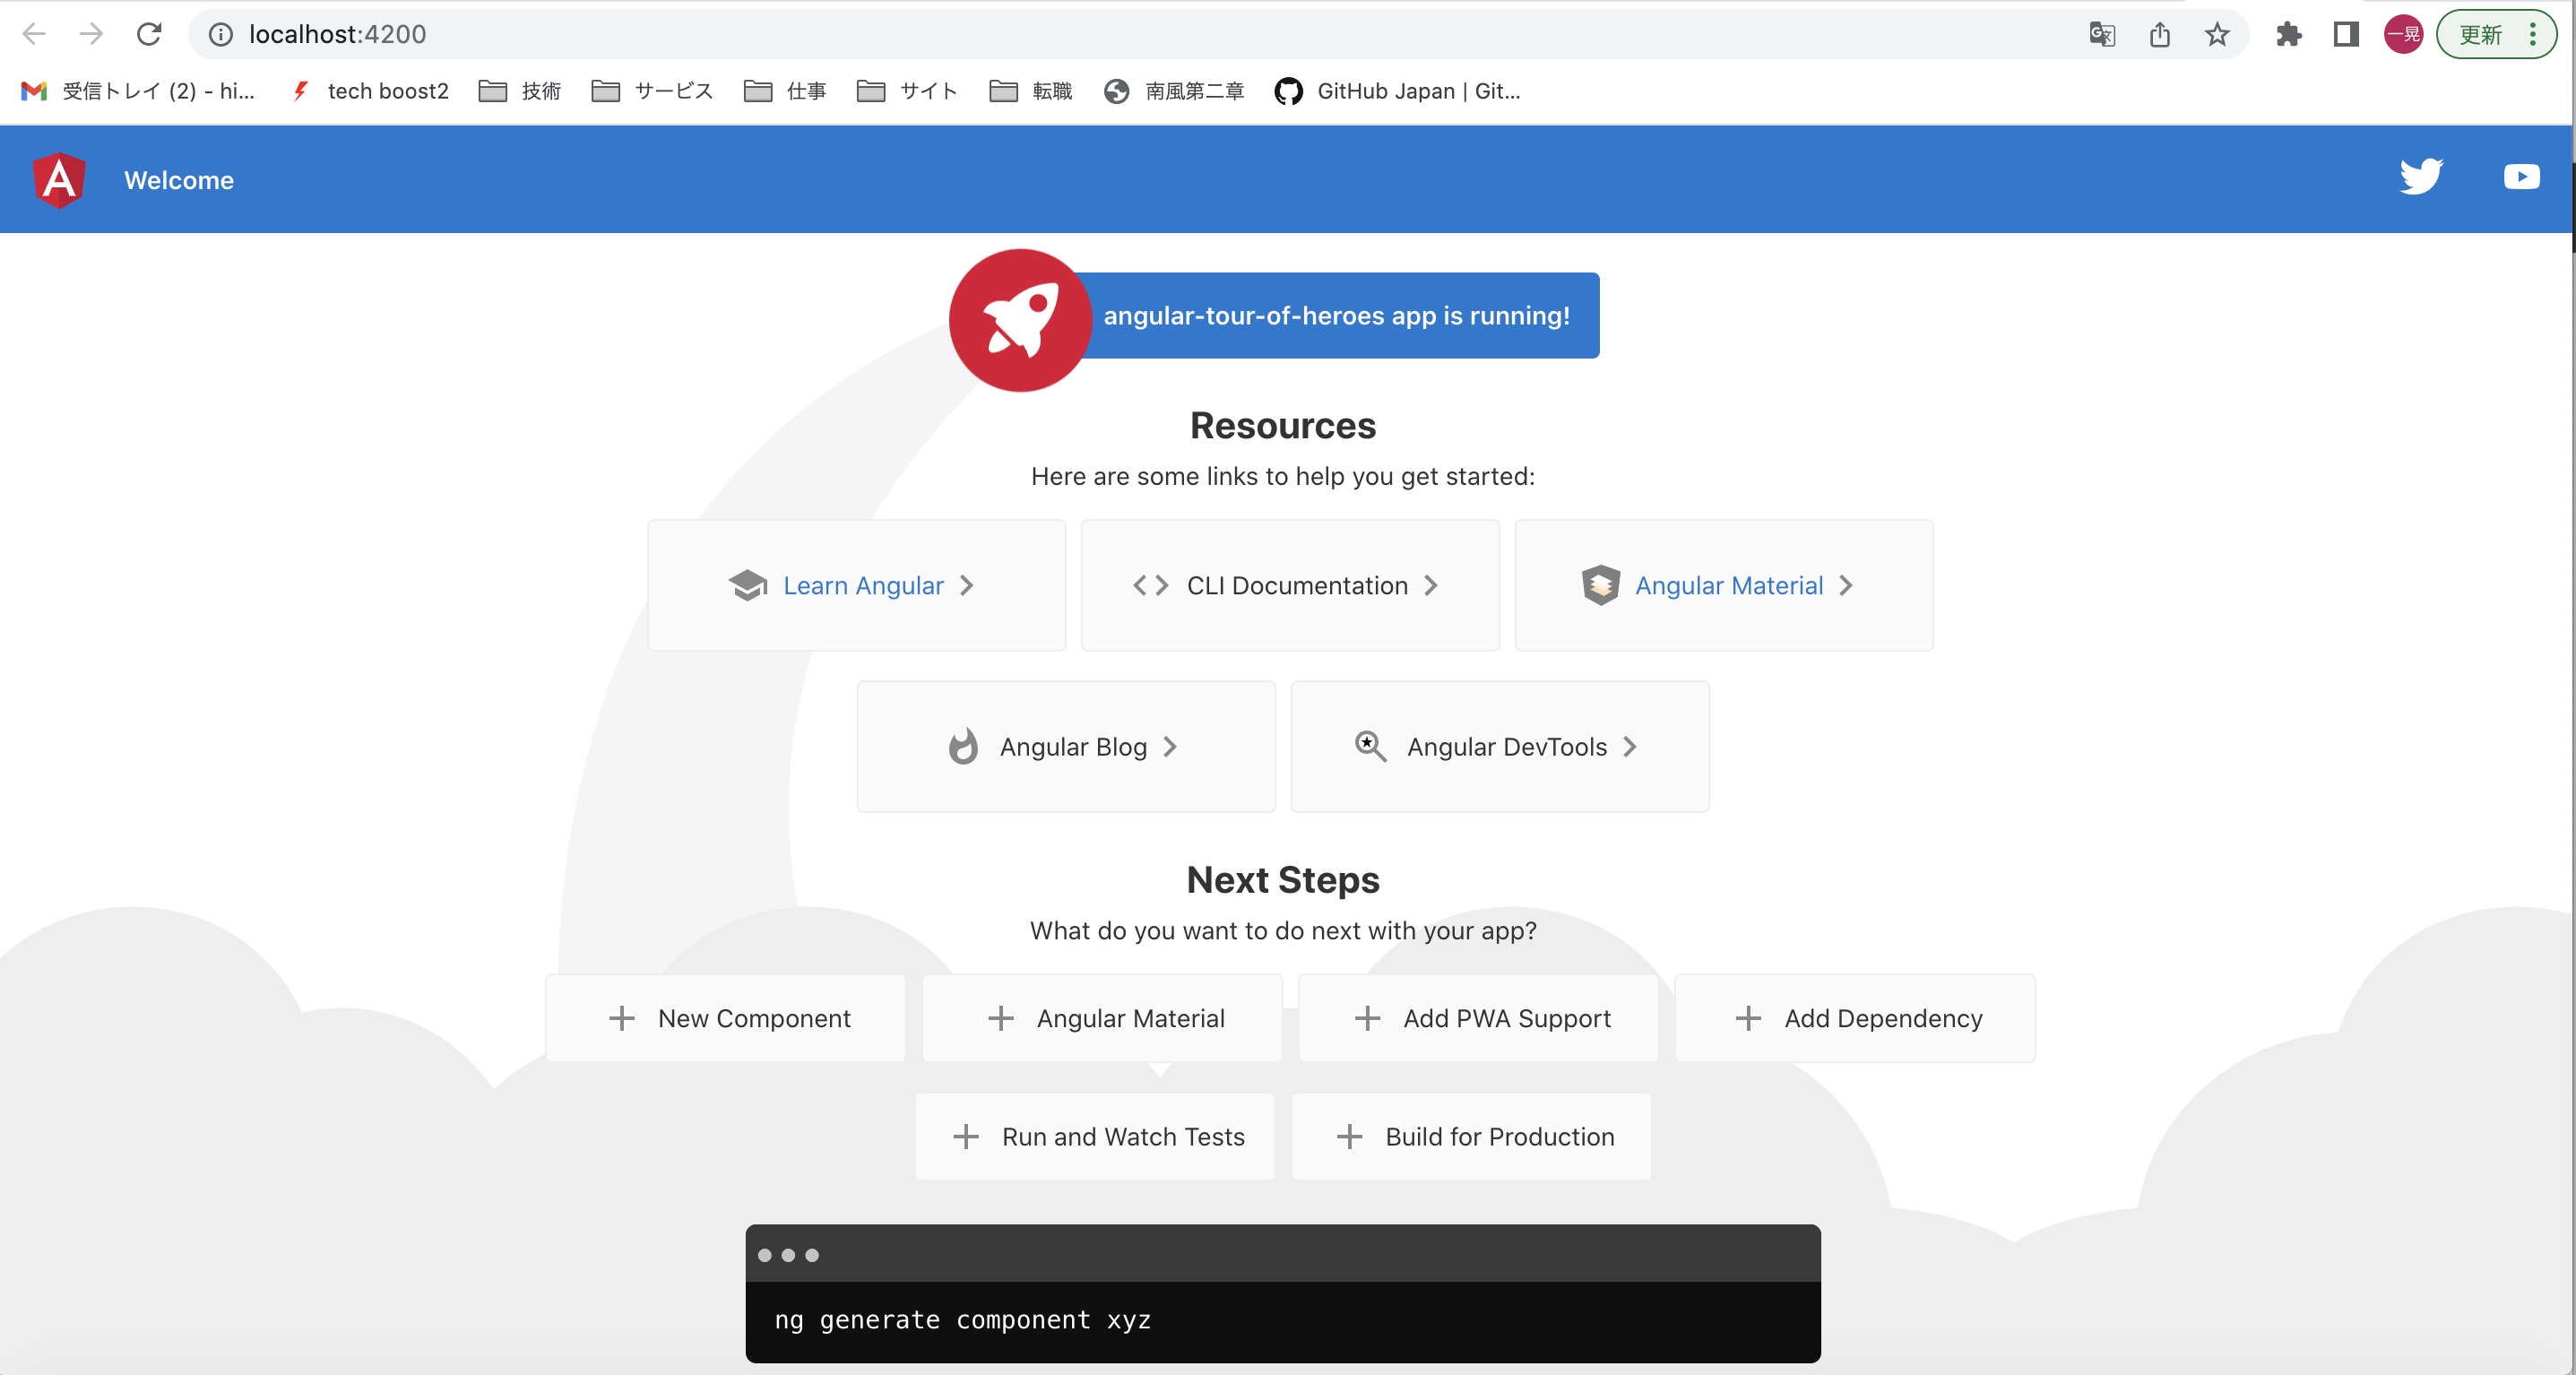 localhost:4200
一晃
更新
受信トレイ (2) - hi...
tech boost2
技術
サービス
仕事
サイト
転職
南風第二章
GitHub Japan | Git...
Welcome
angular-tour-of-heroes app is running!
Resources
Here are some links to help you get started:
Learn Angular
CLI Documentation
Angular Material
Angular Blog
Angular DevTools
Next Steps
What do you want to do next with your app?
New Component
Angular Material
Add PWA Support
Add Dependency
Run and Watch Tests
Build for Production
ng generate component xyz